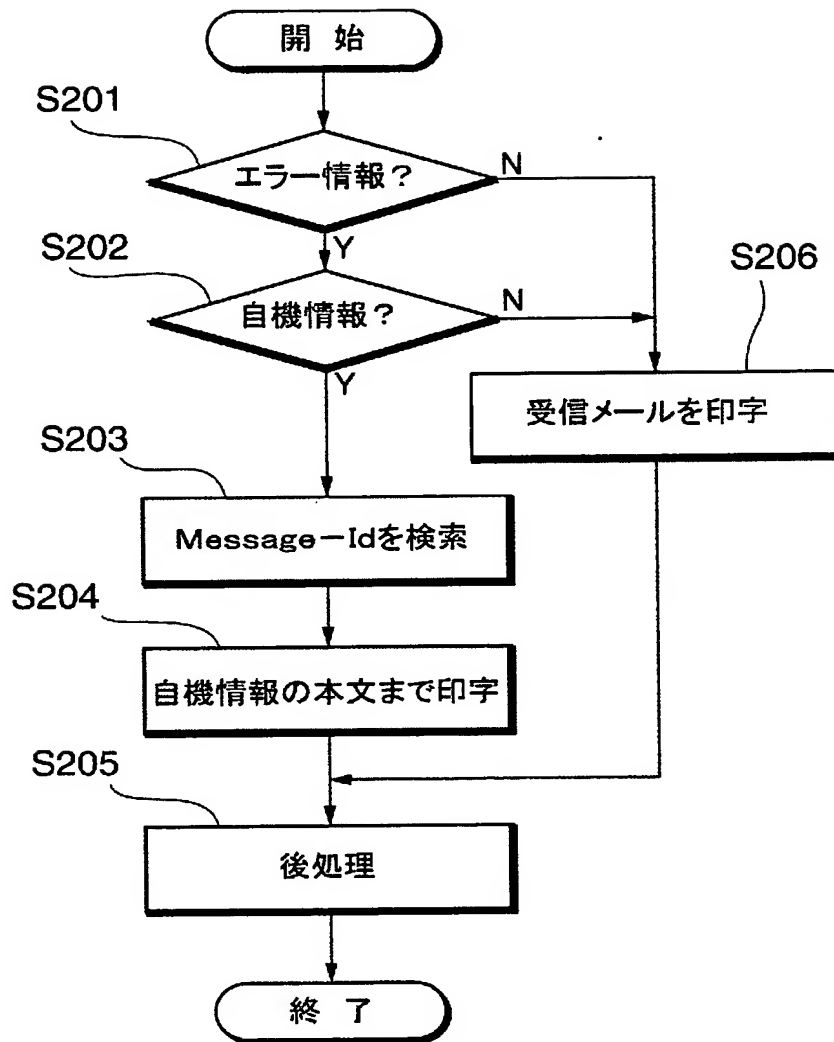 開 始
S201
エラー情報？
N
Y
S202
自機情報？
N
Y
S206
受信メールを印字
S203
Message－Idを検索
S204
自機情報の本文まで印字
S205
後処理
終 了